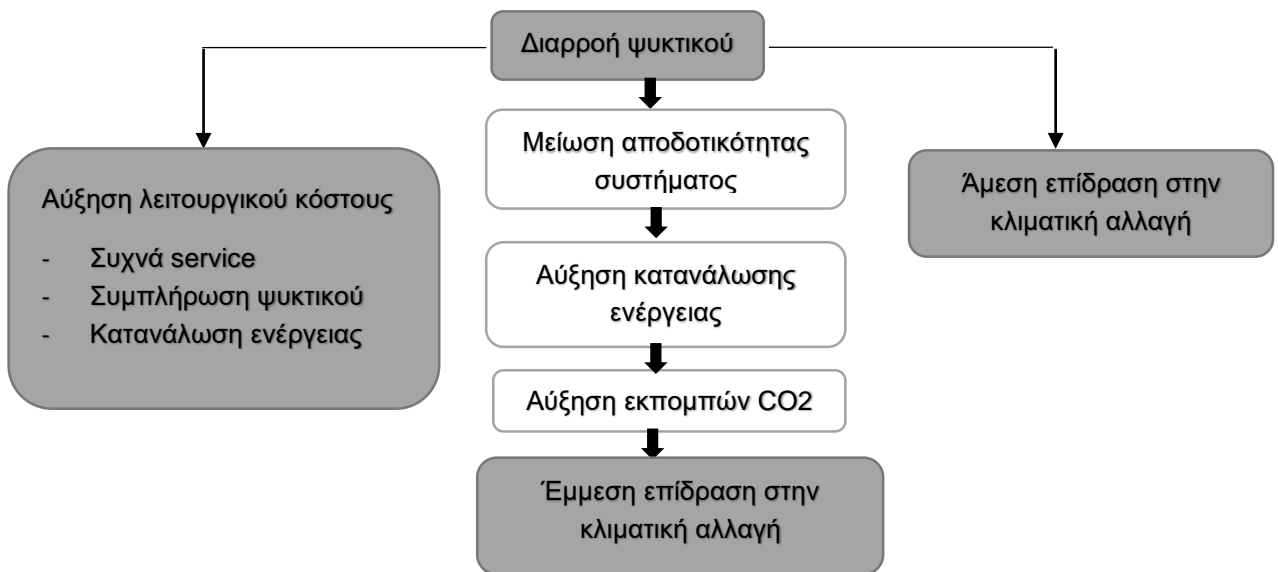 Διαρροή ψυκτικού
Μείωση αποδοτικότητας
συστήματος
Αύξηση λειτουργικού κόστους
- Συχνά service
- Συμπλήρωση ψυκτικού
- Κατανάλωση ενέργειας
Άμεση επίδραση στην
κλιματική αλλαγή
Αύξηση κατανάλωσης
ενέργειας
Αύξηση εκπομπών CO2
Έμμεση επίδραση στην
κλιματική αλλαγή